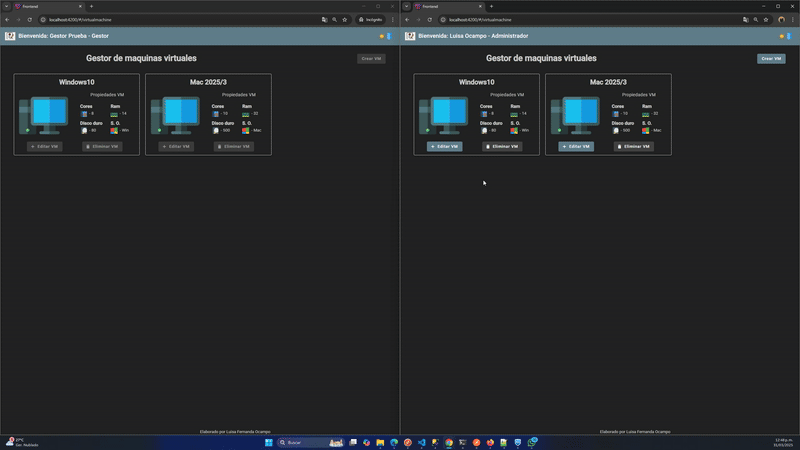 Frontend
localhost:4200/#/virtualmachine
Incógnito
Bienvenida: Gestor Prueba - Gestor
Gestor de maquinas virtuales
Crear VM
Windows10
Propiedades VM
Cores
Ram
- 8
- 14
Disco duro
S. O.
- 80
- Win
+ Editar VM
Eliminar VM
Mac 2025/3
Propiedades VM
Cores
Ram
- 10
- 32
Disco duro
S. O.
- 500
- Mac
+ Editar VM
Eliminar VM
Elaborado por Luisa Fernanda Ocampo
Frontend
localhost:4200/#/virtualmachine
Bienvenida: Luisa Ocampo - Administrador
Gestor de maquinas virtuales
Crear VM
Windows10
Propiedades VM
Cores
Ram
- 8
- 14
Disco duro
S. O.
- 80
- Win
+ Editar VM
Eliminar VM
Mac 2025/3
Propiedades VM
Cores
Ram
- 10
- 32
Disco duro
S. O.
- 500
- Mac
+ Editar VM
Eliminar VM
Elaborado por Luisa Fernanda Ocampo
Buscar